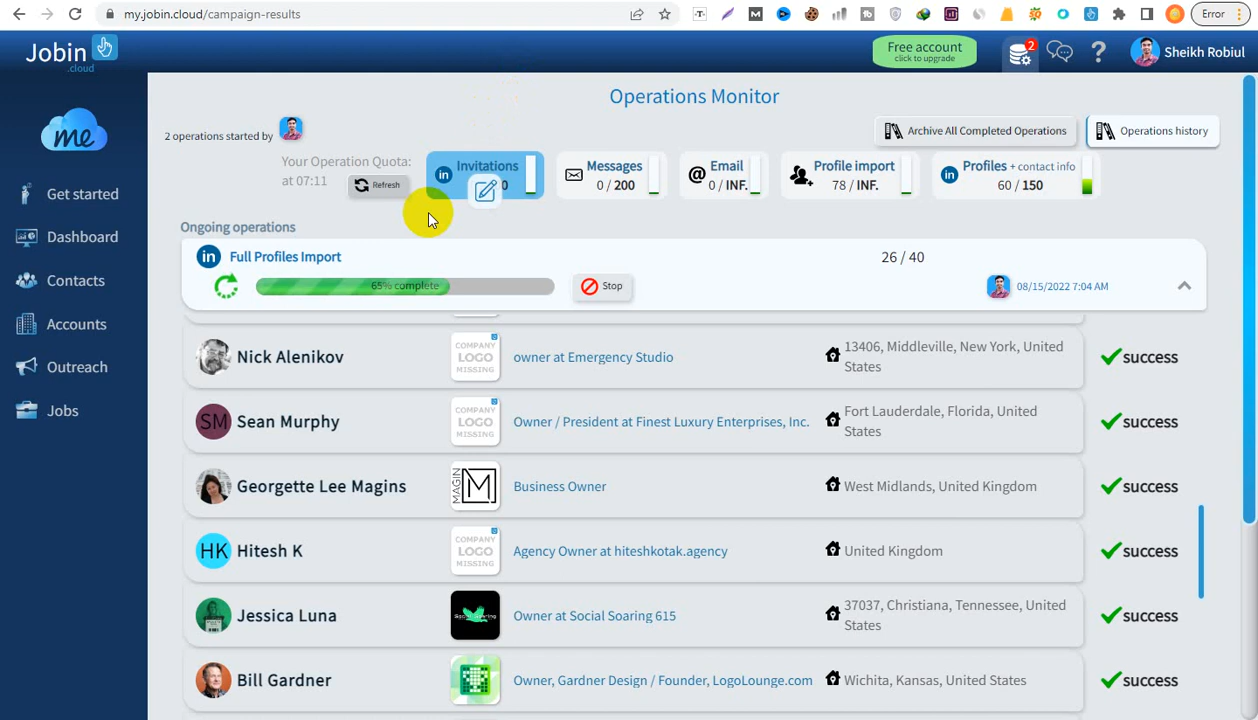 my.jobin.cloud/campaign-results
Error
Jobin
.cloud
Free account
click to upgrade
2
Sheikh Robiul
me
Get started
Dashboard
Contacts
Accounts
Outreach
Jobs
Operations Monitor
2 operations started by
Archive All Completed Operations
Operations history
Your Operation Quota:
at 07:11
Refresh
Invitations
0
Messages
0 / 200
Email
0 / INF.
Profile import
78 / INF.
Profiles + contact info
60 / 150
Ongoing operations
in Full Profiles Import
26 / 40
65% complete
Stop
08/15/2022 7:04 AM
Nick Alenikov
COMPANY
LOGO
MISSING
owner at Emergency Studio
13406, Middleville, New York, United
States
success
SM Sean Murphy
COMPANY
LOGO
MISSING
Owner / President at Finest Luxury Enterprises, Inc.
Fort Lauderdale, Florida, United
States
success
Georgette Lee Magins
MAGIN M
Business Owner
West Midlands, United Kingdom
success
HK Hitesh K
COMPANY
LOGO
MISSING
Agency Owner at hiteshkotak.agency
United Kingdom
success
Jessica Luna
Owner at Social Soaring 615
37037, Christiana, Tennessee, United
States
success
Bill Gardner
Owner, Gardner Design / Founder, LogoLounge.com
Wichita, Kansas, United States
success